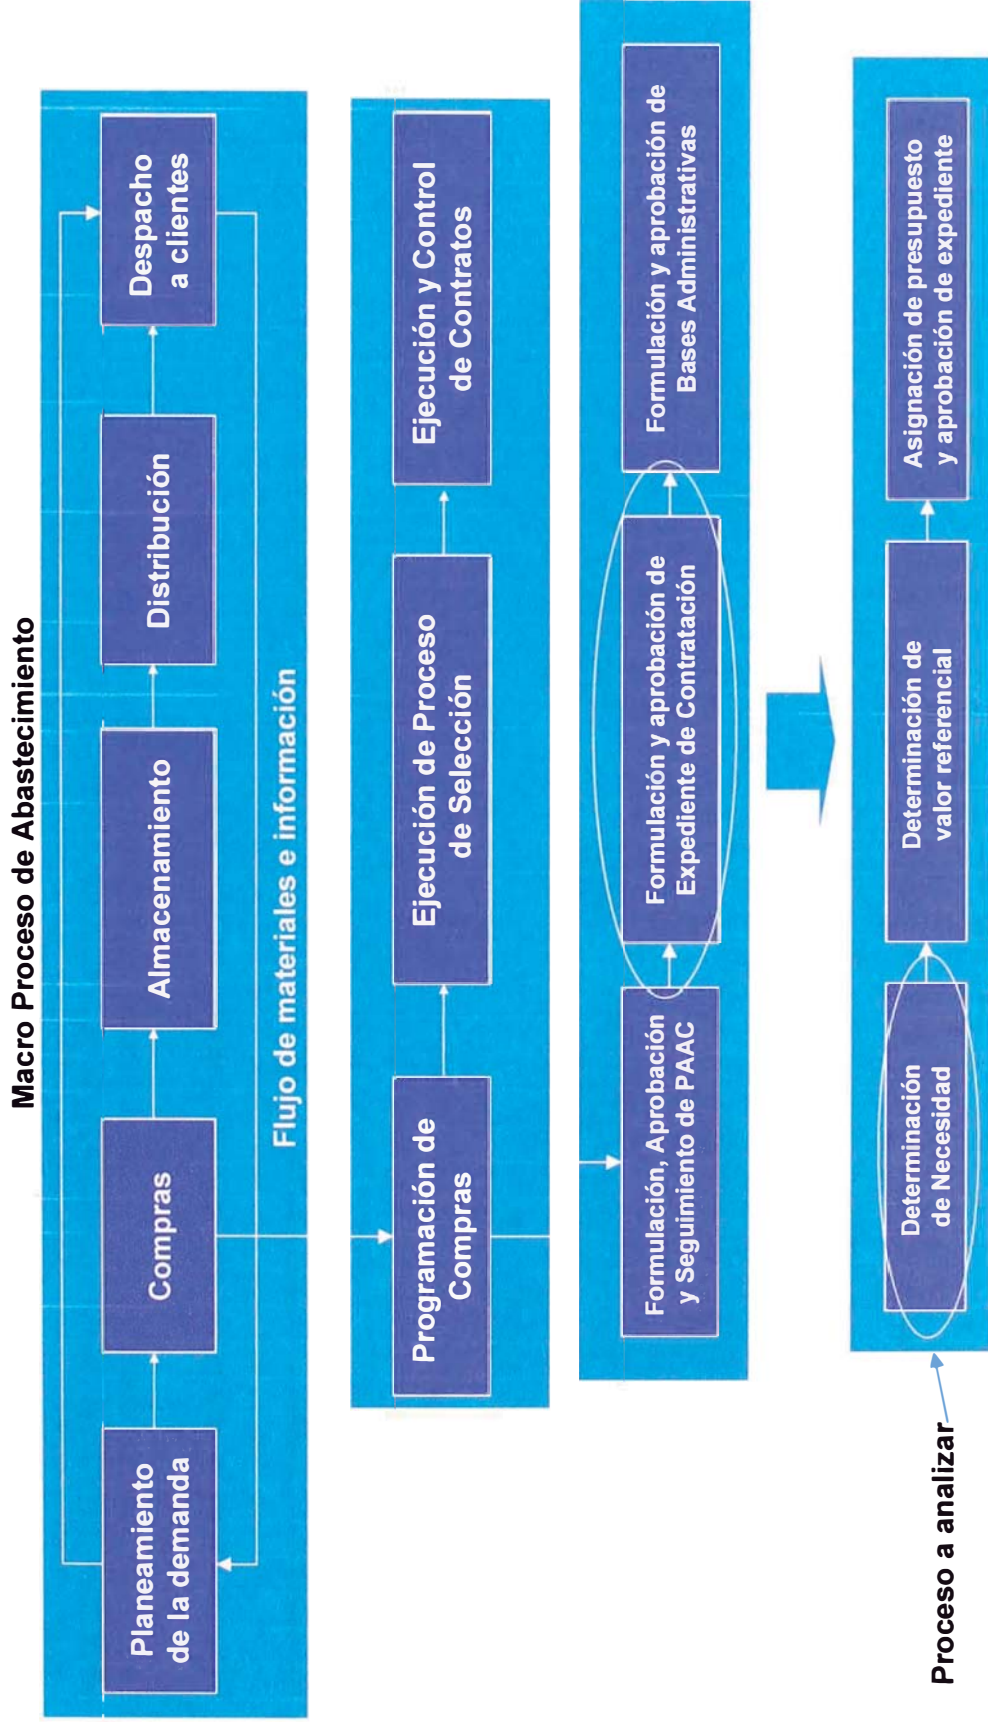 Macro Proceso de Abastecimiento
Planeamiento
de la demanda
Compras
Almacenamiento
Distribución
Despacho
a clientes
Flujo de materiales e información
Programación de
Compras
Ejecución de Proceso
de Selección
Ejecución y Control
de Contratos
Formulación, Aprobación
y Seguimiento de PAAC
Formulación y aprobación de
Expediente de Contratación
Formulación y aprobación de
Bases Administrativas
Determinación
de Necesidad
Determinación de
valor referencial
Asignación de presupuesto
y aprobación de expediente
Proceso a analizar